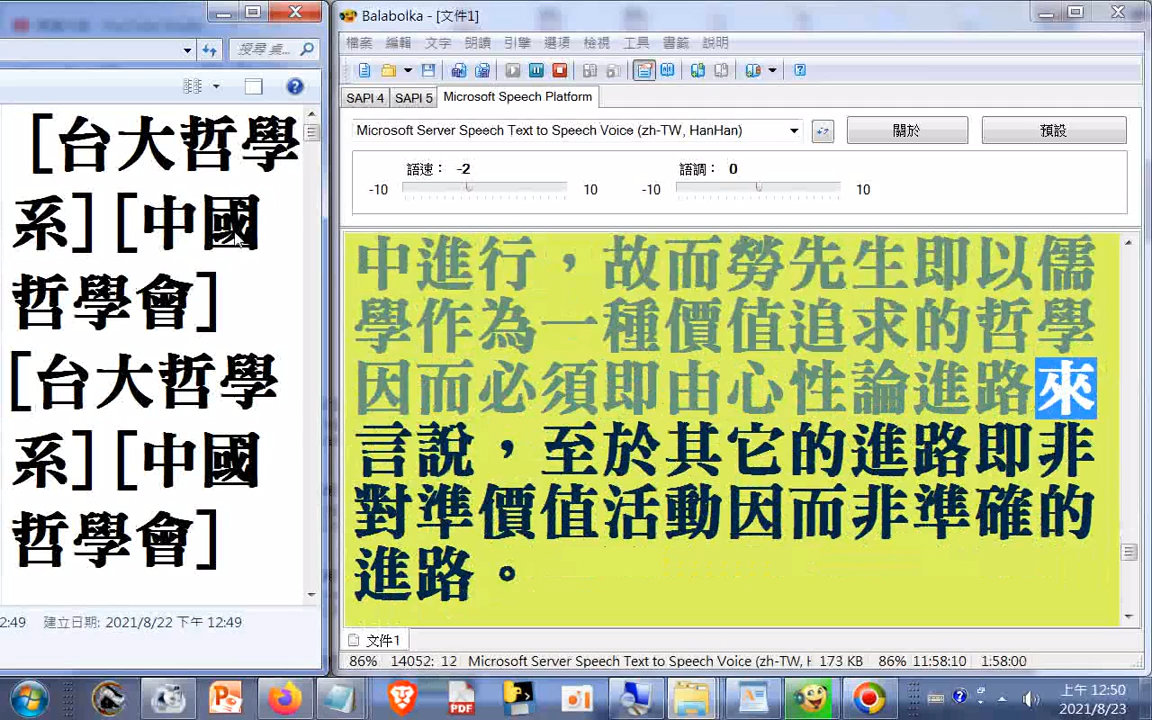 搜尋 桌...
[台大哲學
系][中國
哲學會]
[台大哲學
系][中國
哲學會]
12:49 建立日期: 2021/8/22 下午 12:49
Balabolka - [文件1]
檔案 編輯 文字 朗讀 引擎 選項 檢視 工具 書籤 說明
SAPI 4 SAPI 5 Microsoft Speech Platform
Microsoft Server Speech Text to Speech Voice (zh-TW, HanHan) 關於 預設
語速： -2 語調： 0
-10 10 -10 10
中進行，故而勞先生即以儒
學作為一種價值追求的哲學
因而必須即由心性論進路來
言說，至於其它的進路即非
對準價值活動因而非準確的
進路。
文件1
86% 14052: 12 Microsoft Server Speech Text to Speech Voice (zh-TW, H 173 KB 86% 11:58:10 1:58:00
PDF
上午 12:50
2021/8/23